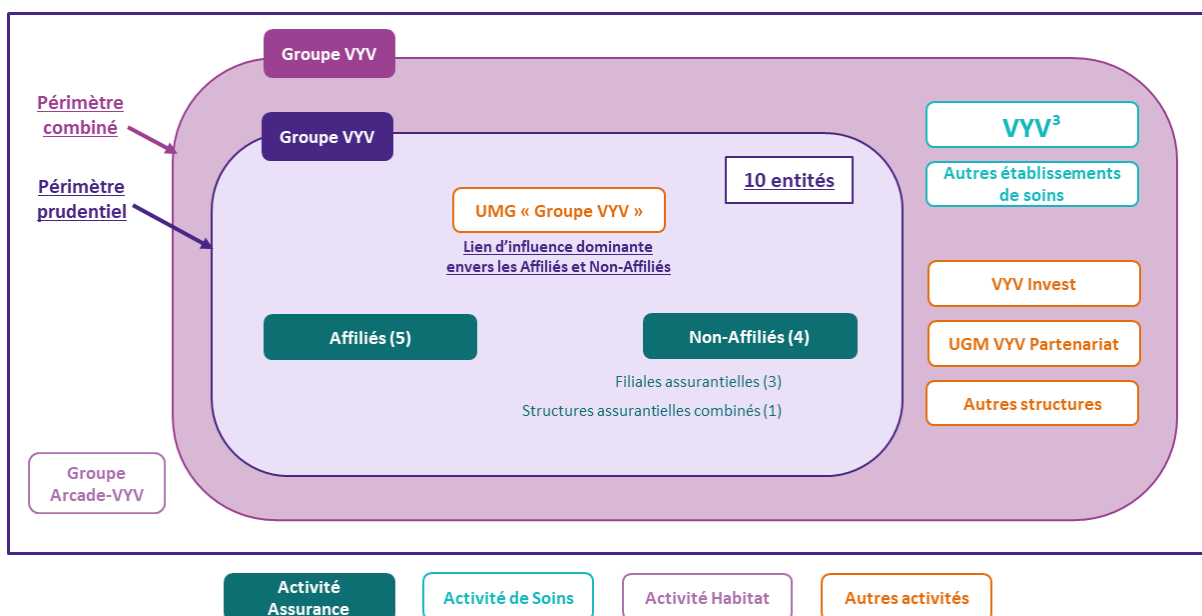 Groupe VYV
Périmètre
combiné
Groupe VYV
Périmètre
prudentiel
10 entités
UMG « Groupe VYV »
Lien d'influence dominante
envers les Affiliés et Non-Affiliés
Affiliés (5)
Non-Affiliés (4)
Filiales assurantielles (3)
Structures assurantielles combinés (1)
VYV³
Autres établissements
de soins
VYV Invest
UGM VYV Partenariat
Autres structures
Groupe
Arcade-VYV
Activité
Assurance
Activité de Soins
Activité Habitat
Autres activités